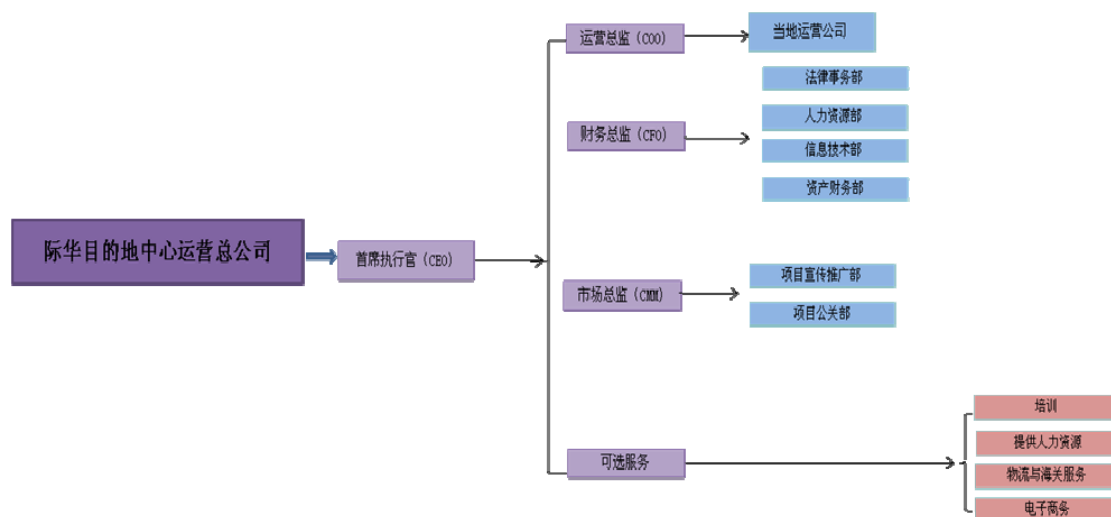 运营总监（COO）
当地运营公司
法律事务部
人力资源部
财务总监（CFO）
信息技术部
资产财务部
际华目的地中心运营总公司
首席执行官（CEO）
项目宣传推广部
市场总监（CMM）
项目公关部
培训
提供人力资源
可选服务
物流与海关服务
电子商务